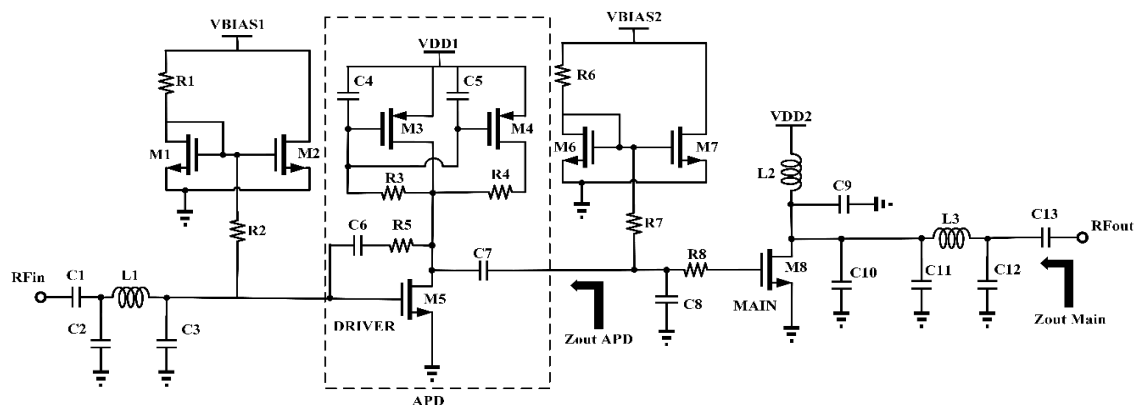 VBIAS1
R1
M1
M2
R2
RFin
C1
L1
C2
C3
VDD1
C4
C5
M3
M4
R3
R4
C6
R5
C7
M5
DRIVER
APD
Zout APD
VBIAS2
R6
M6
M7
R7
R8
C8
M8
MAIN
VDD2
L2
C9
C10
C11
L3
C12
C13
RFout
Zout Main